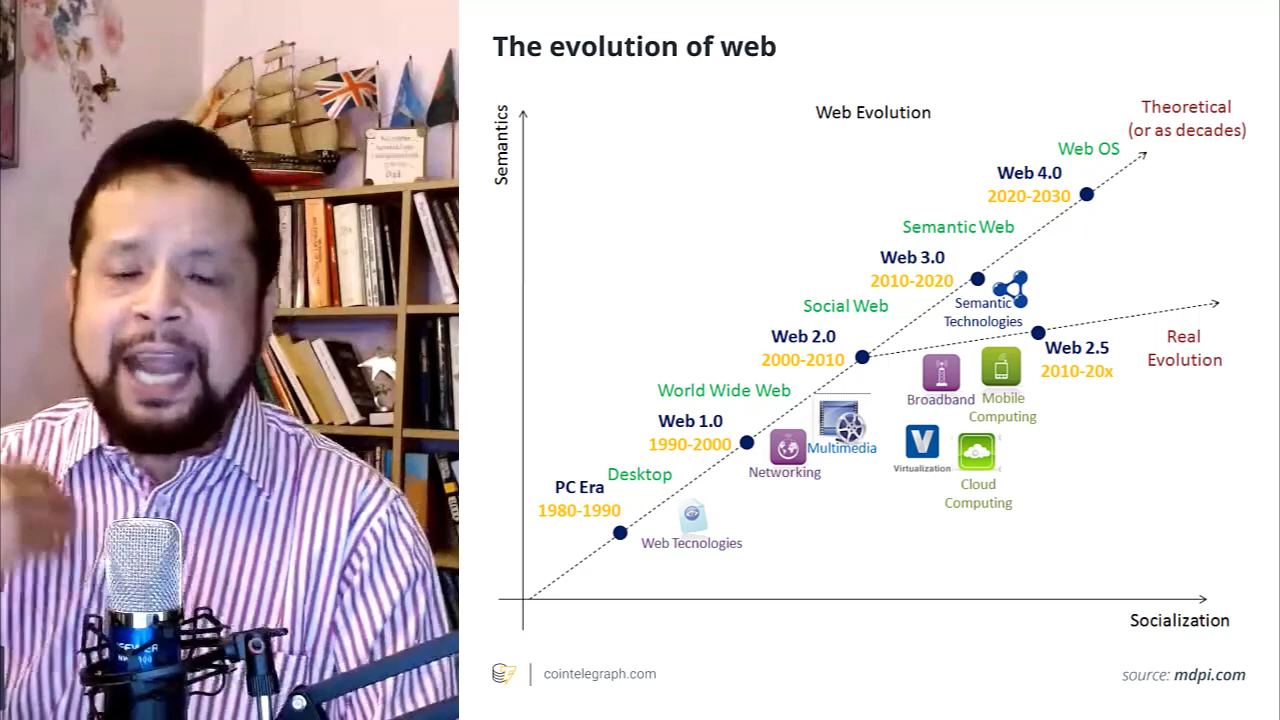 The evolution of web
Web Evolution
Semantics
Theoretical
(or as decades)
Web OS
Web 4.0
2020-2030
Semantic Web
Web 3.0
2010-2020
Semantic
Technologies
Social Web
Web 2.0
2000-2010
Real
Evolution
Web 2.5
2010-20x
Broadband
Mobile
Computing
World Wide Web
Web 1.0
1990-2000
Multimedia
Networking
V
Virtualization
Cloud
Computing
Desktop
PC Era
1980-1990
Web Tecnologies
Socialization
cointelegraph.com
source: mdpi.com